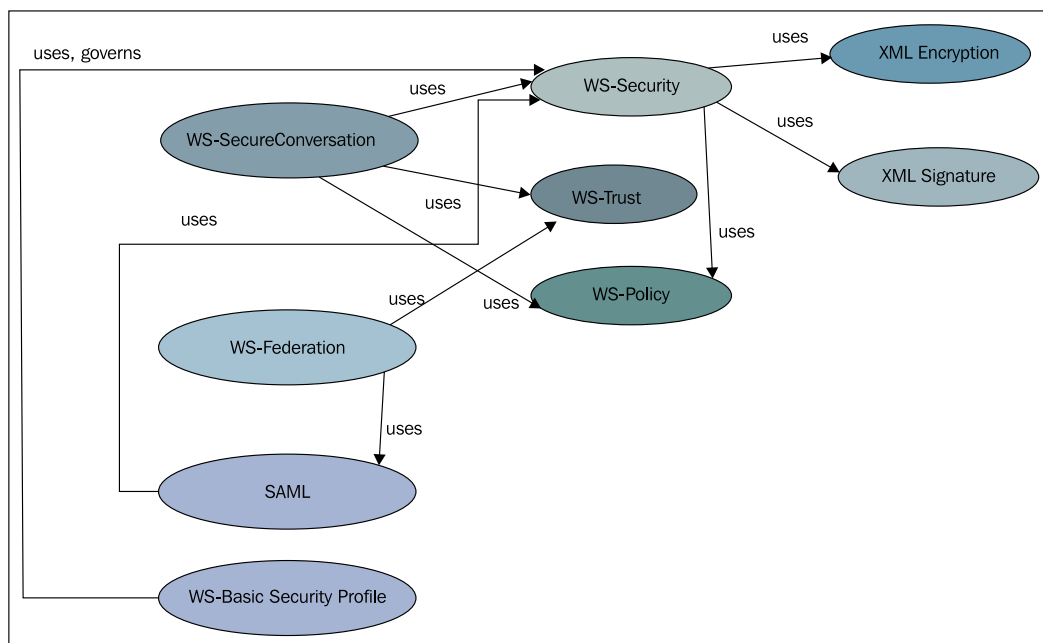 uses, governs
uses
XML Encryption
WS-Security
uses
WS-SecureConversation
uses
XML Signature
uses
WS-Trust
uses
uses
WS-Policy
uses
uses
WS-Federation
uses
SAML
WS-Basic Security Profile